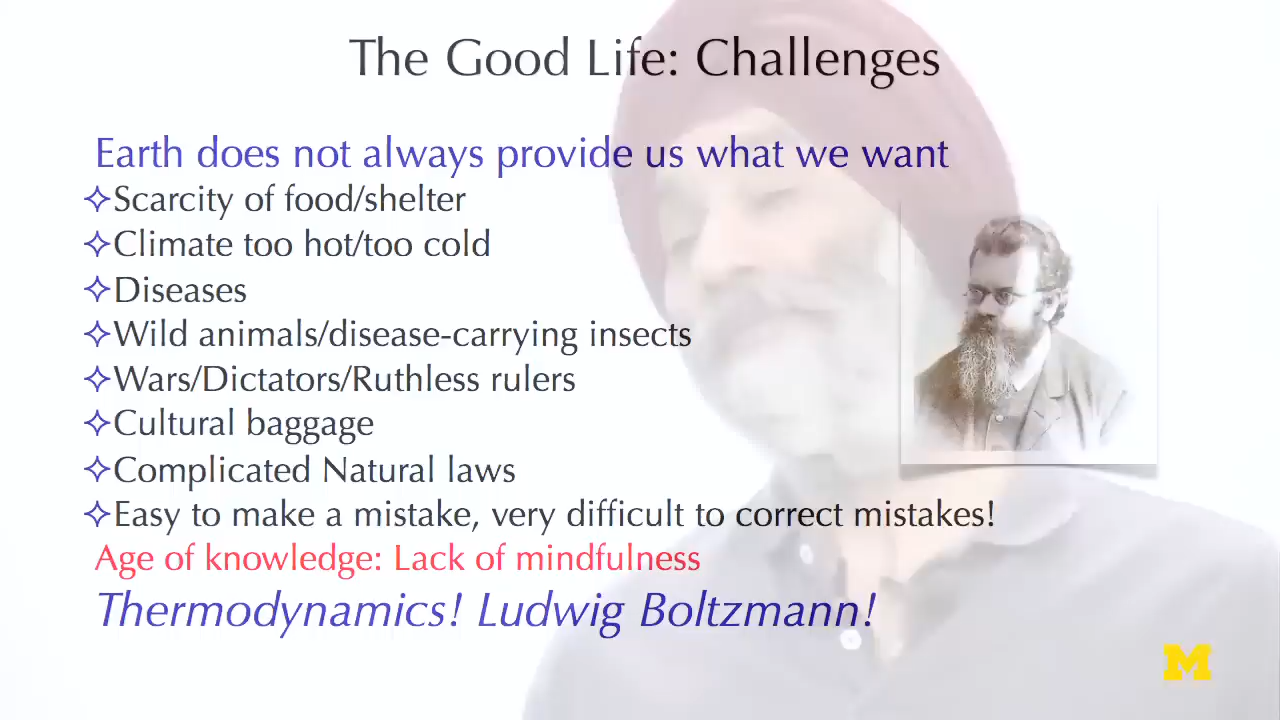 The Good Life: Challenges
Earth does not always provide us what we want
✧Scarcity of food/shelter
✧Climate too hot/too cold
✧Diseases
✧Wild animals/disease-carrying insects
✧Wars/Dictators/Ruthless rulers
✧Cultural baggage
✧Complicated Natural laws
✧Easy to make a mistake, very difficult to correct mistakes!
Age of knowledge: Lack of mindfulness
Thermodynamics! Ludwig Boltzmann!
M